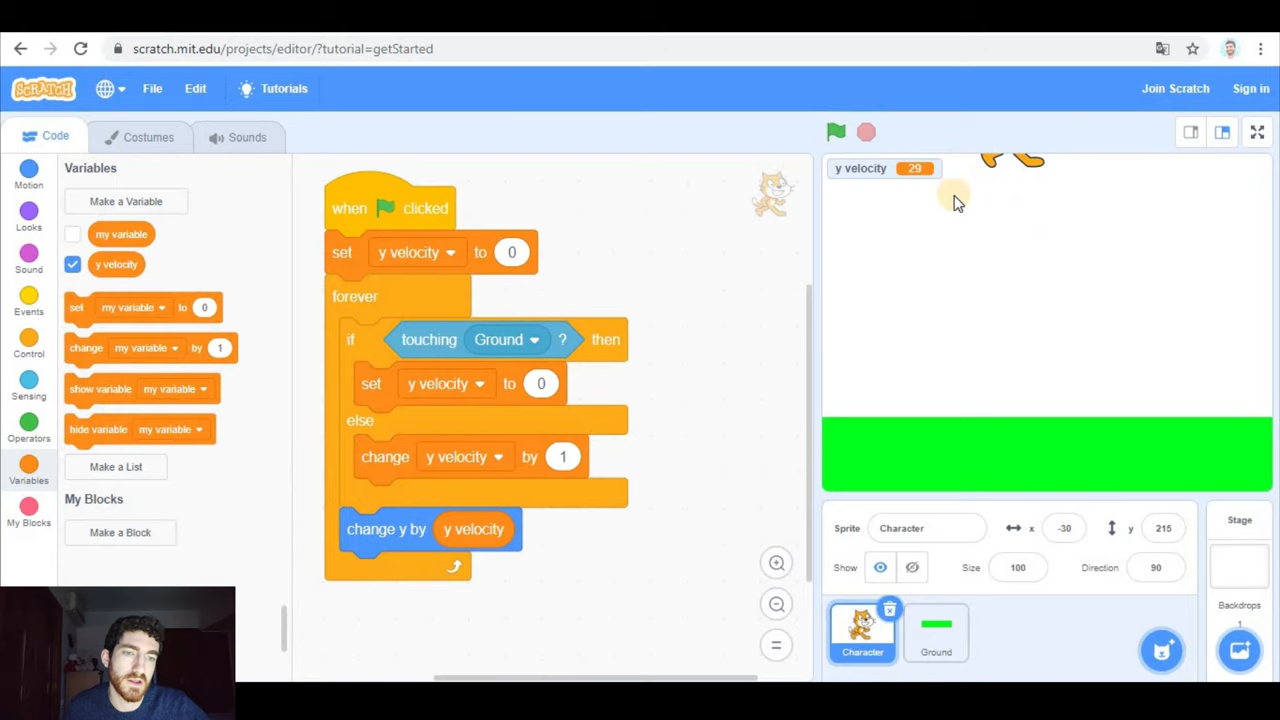 scratch.mit.edu/projects/editor/?tutorial=getStarted
SCRATCH
File
Edit
Tutorials
Join Scratch
Sign in
Code
Costumes
Sounds
Motion
Looks
Sound
Events
Control
Sensing
Operators
Variables
My Blocks
Variables
Make a Variable
my variable
y velocity
set my variable to 0
change my variable by 1
show variable my variable
hide variable my variable
Make a List
My Blocks
Make a Block
when clicked
set y velocity to 0
forever
if touching Ground ? then
set y velocity to 0
else
change y velocity by 1
change y by y velocity
y velocity 29
Sprite Character x -30 y 215
Show Size 100 Direction 90
Character
Ground
Stage
Backdrops
1